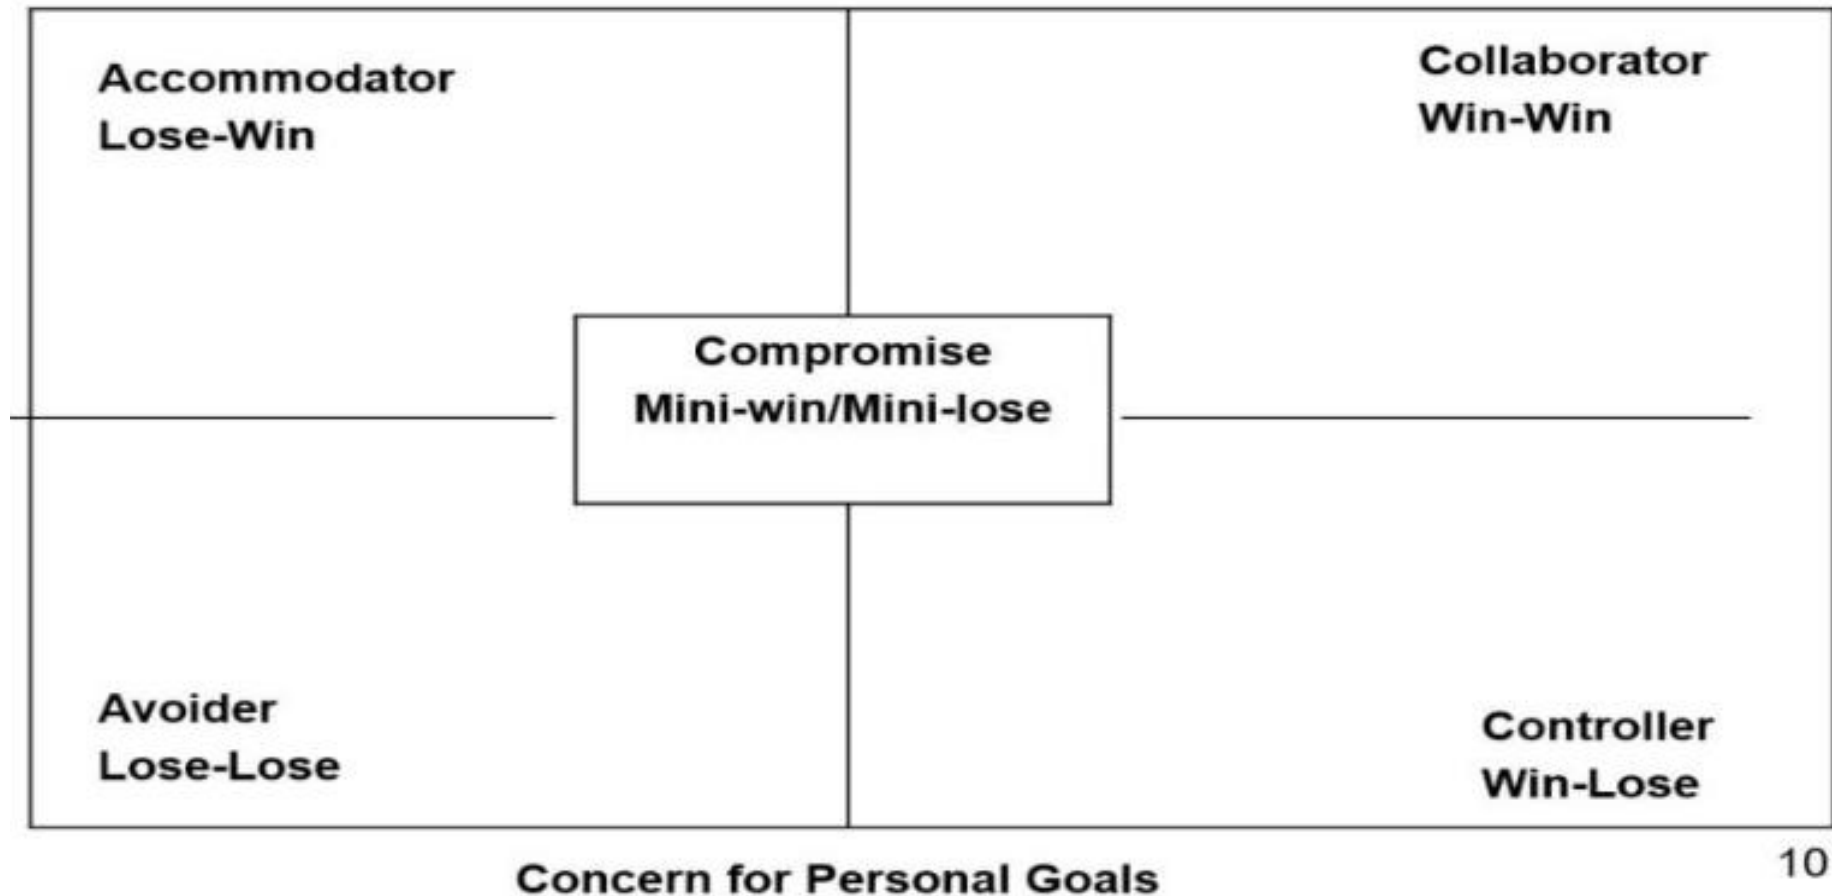 Accommodator
Lose-Win
Collaborator
Win-Win
Compromise
Mini-win/Mini-lose
Avoider
Lose-Lose
Controller
Win-Lose
Concern for Personal Goals
10